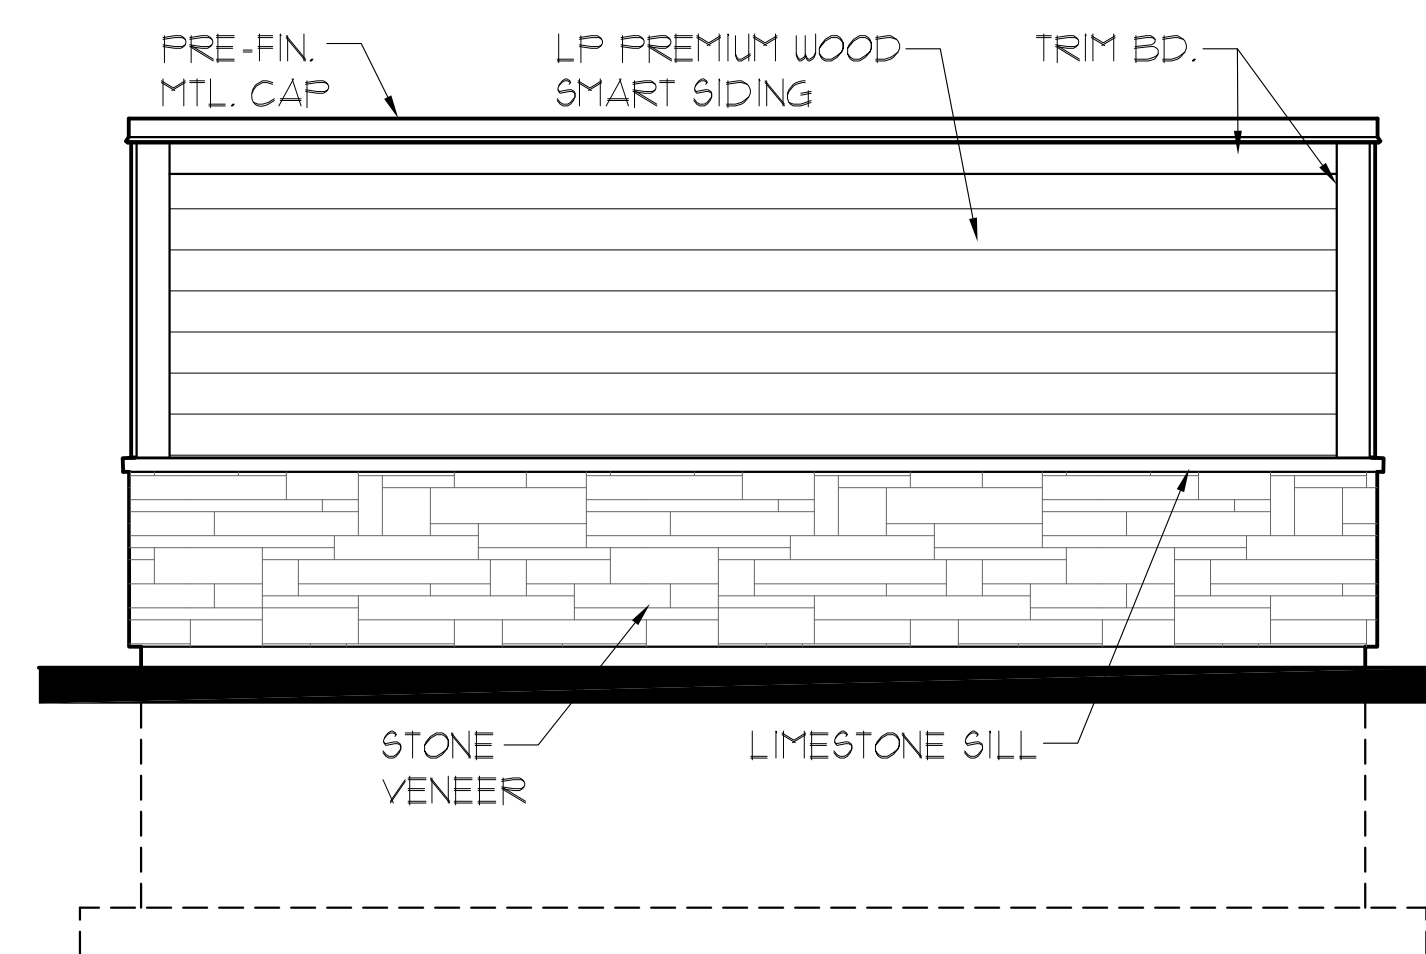 PRE-FIN.
MTL. CAP
LP PREMIUM WOOD
SMART SIDING
TRIM BD.
STONE
VENEER
LIMESTONE SILL